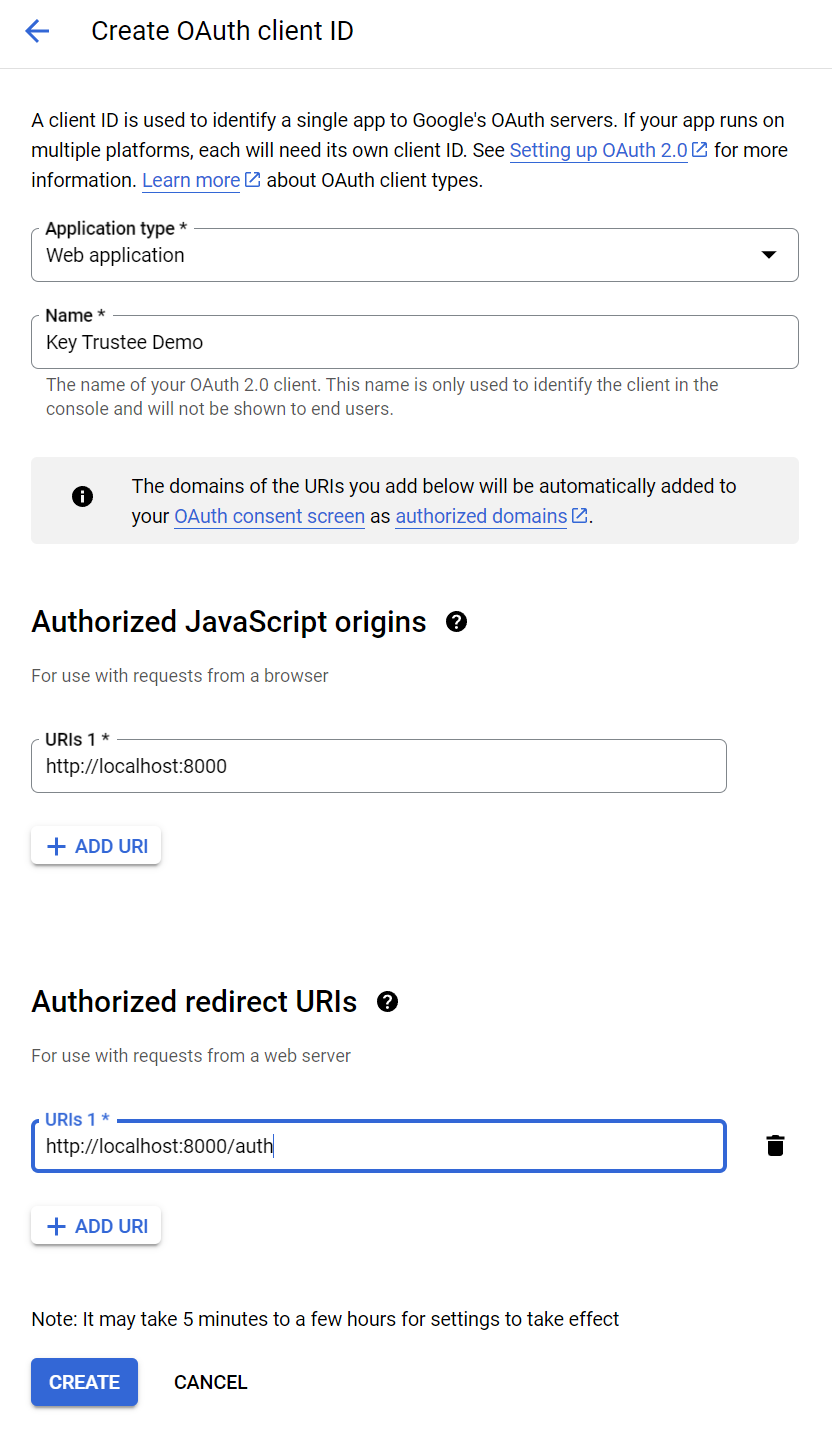 Create OAuth client ID
A client ID is used to identify a single app to Google's OAuth servers. If your app runs on
multiple platforms, each will need its own client ID. See Setting up OAuth 2.0 for more
information. Learn more about OAuth client types.
Application type *
Web application
Name *
Key Trustee Demo
The name of your OAuth 2.0 client. This name is only used to identify the client in the
console and will not be shown to end users.
The domains of the URIs you add below will be automatically added to
your OAuth consent screen as authorized domains.
Authorized JavaScript origins
For use with requests from a browser
URIs 1 *
http://localhost:8000
ADD URI
Authorized redirect URIs
For use with requests from a web server
URIs 1 *
http://localhost:8000/auth
ADD URI
Note: It may take 5 minutes to a few hours for settings to take effect
CREATE CANCEL